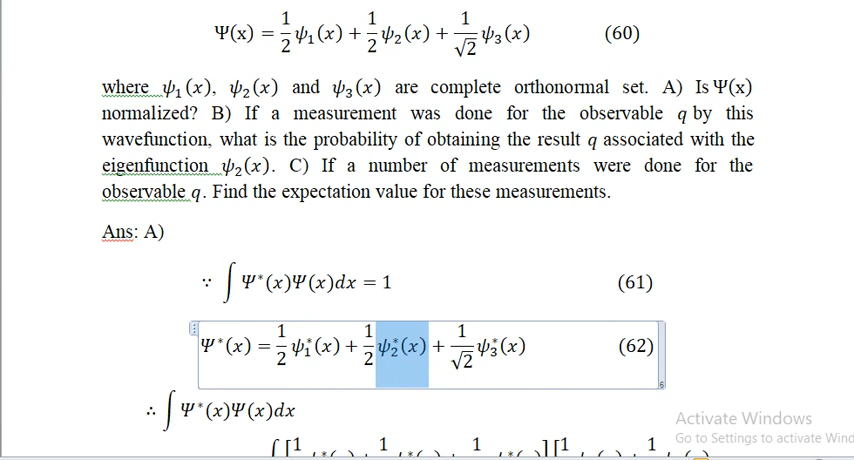 Ψ(x) = 1/2 ψ₁(x) + 1/2 ψ₂(x) + 1/√2 ψ₃(x) (60)
where ψ₁(x), ψ₂(x) and ψ₃(x) are complete orthonormal set. A) Is Ψ(x)
normalized? B) If a measurement was done for the observable q by this
wavefunction, what is the probability of obtaining the result q associated with the
eigenfunction ψ₂(x). C) If a number of measurements were done for the
observable q. Find the expectation value for these measurements.
Ans: A)
∵ ∫ Ψ*(x)Ψ(x)dx = 1 (61)
Ψ*(x) = 1/2 ψ₁*(x) + 1/2 ψ₂*(x) + 1/√2 ψ₃*(x) (62)
∴ ∫ Ψ*(x)Ψ(x)dx
Activate Windows
Go to Settings to activate Wind